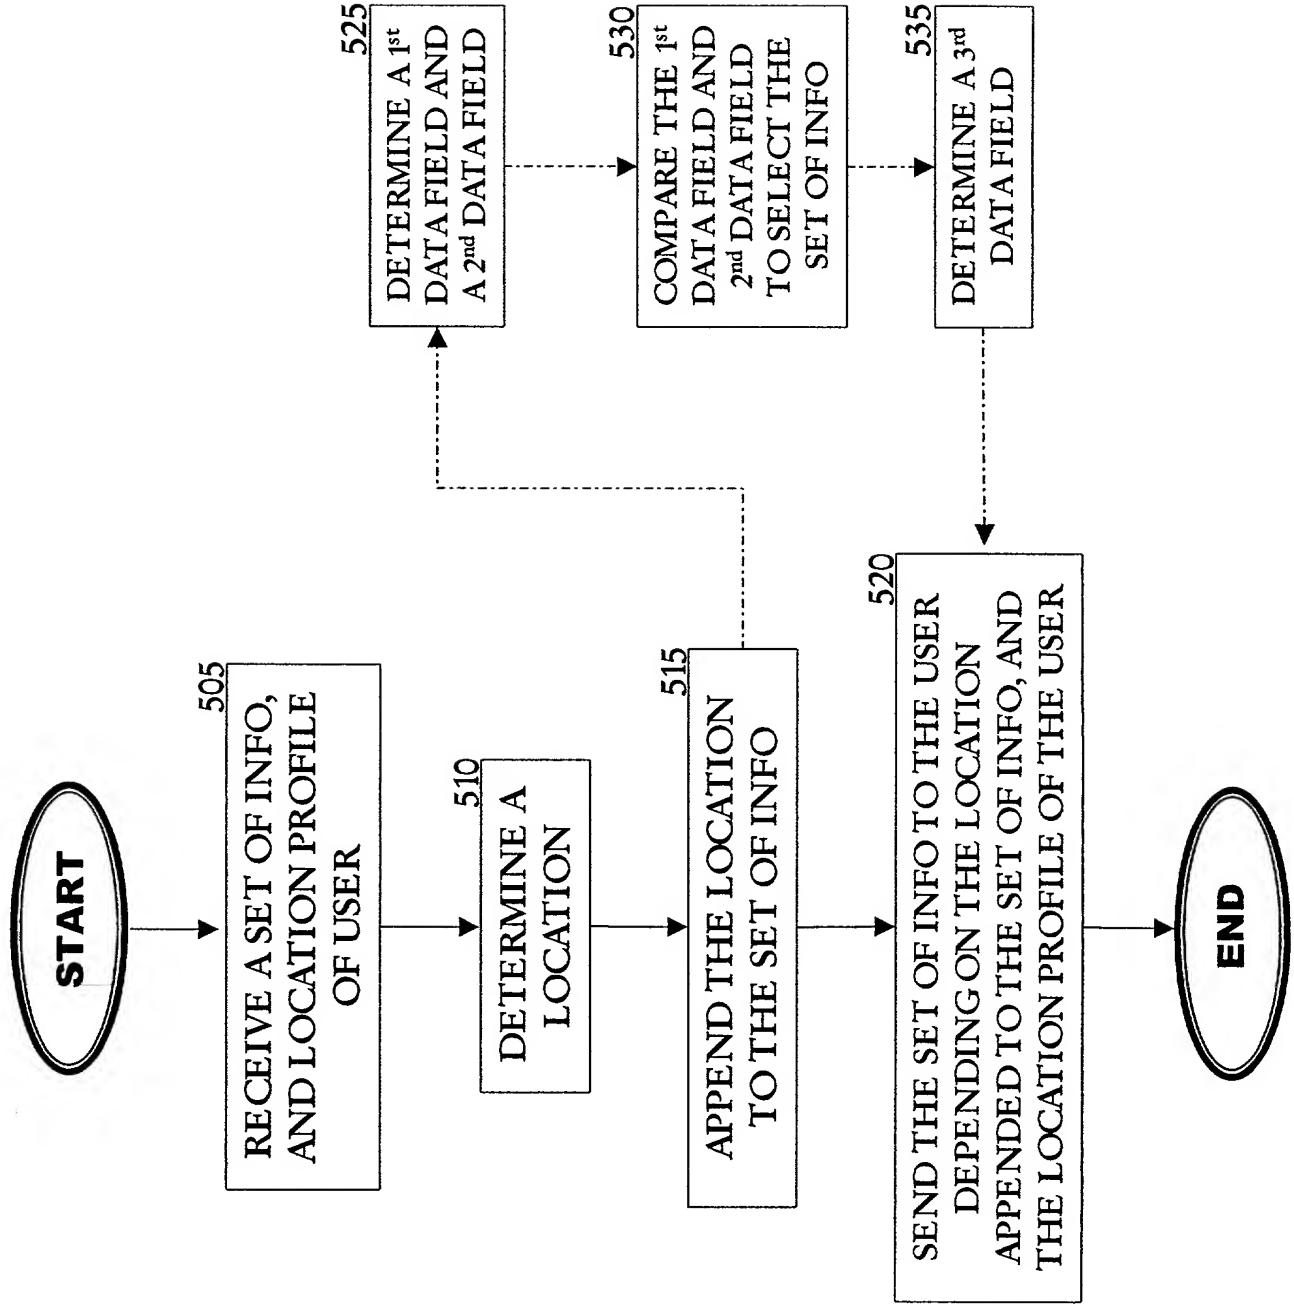 START
505
RECEIVE A SET OF INFO,
AND LOCATION PROFILE
OF USER
510
DETERMINE A
LOCATION
515
APPEND THE LOCATION
TO THE SET OF INFO
520
SEND THE SET OF INFO TO THE USER
DEPENDING ON THE LOCATION
APPENDED TO THE SET OF INFO, AND
THE LOCATION PROFILE OF THE USER
END
525
DETERMINE A 1st
DATA FIELD AND
A 2nd DATA FIELD
530
COMPARE THE 1st
DATA FIELD AND
2nd DATA FIELD
TO SELECT THE
SET OF INFO
535
DETERMINE A 3rd
DATA FIELD